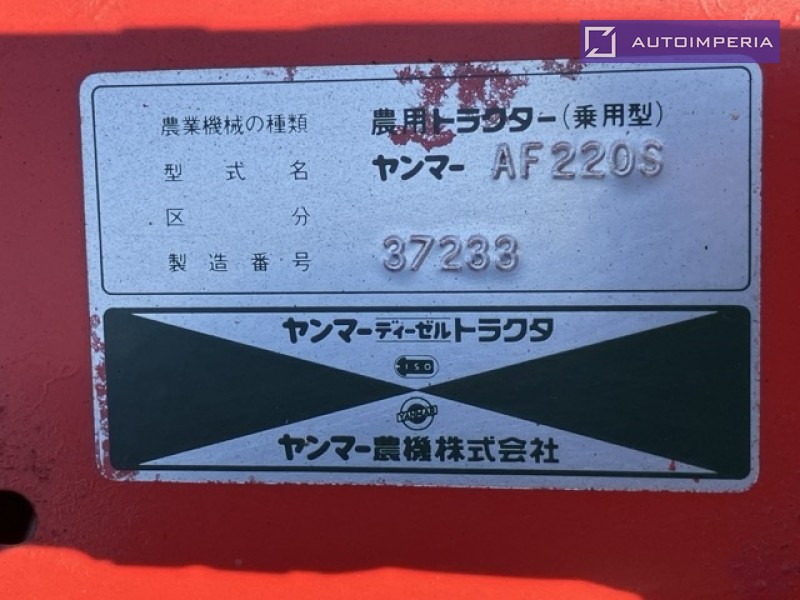 AUTOIMPERIA
農業機械の種類 農用トラクター(乗用型)
型式名 ヤンマー AF220S
区分
製造番号 37233
ヤンマーディーゼルトラクタ
ISO
YANMAR
ヤンマー農機株式会社